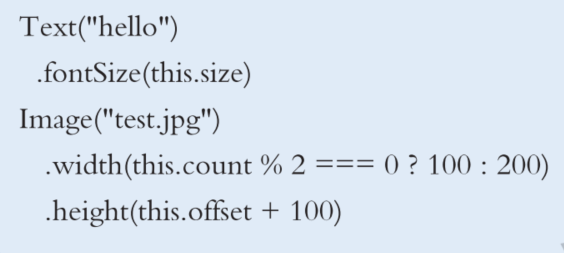 Text("hello")
.fontSize(this.size)
Image("test.jpg")
.width(this.count % 2 === 0 ? 100 : 200)
.height(this.offset + 100)